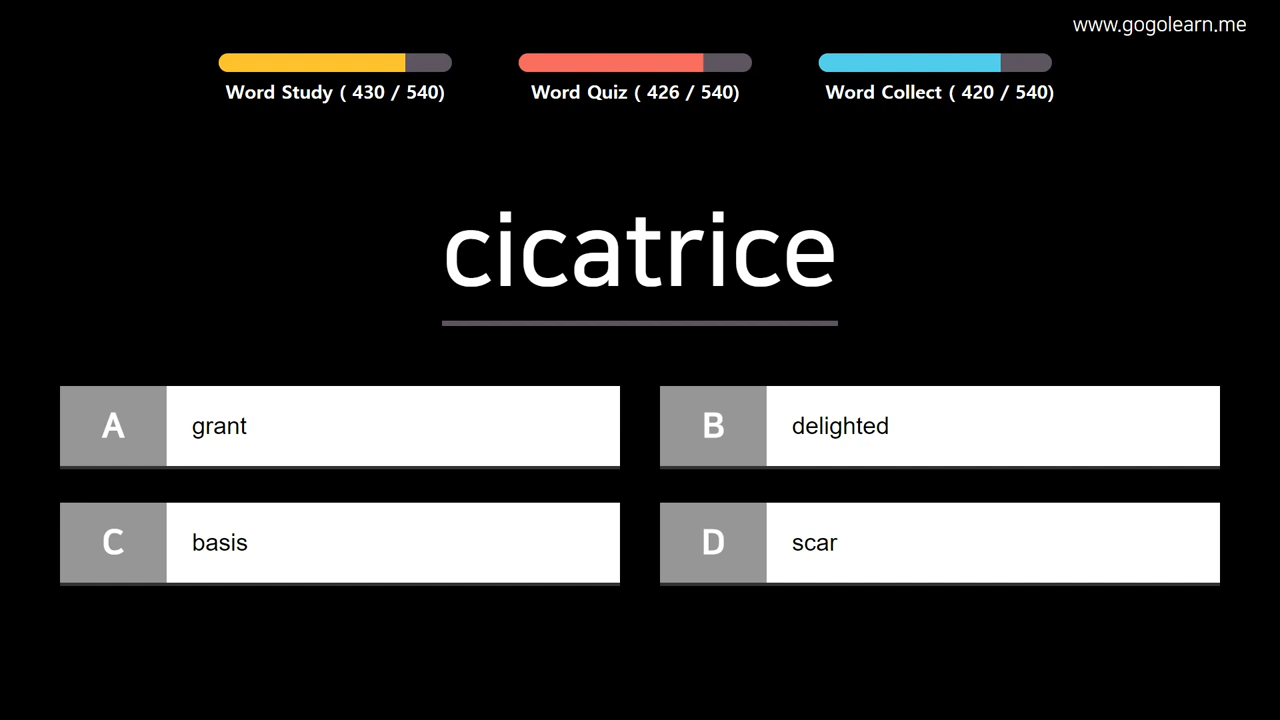 www.gogolearn.me
Word Study ( 430 / 540)
Word Quiz ( 426 / 540)
Word Collect ( 420 / 540)
cicatrice
A grant
B delighted
C basis
D scar